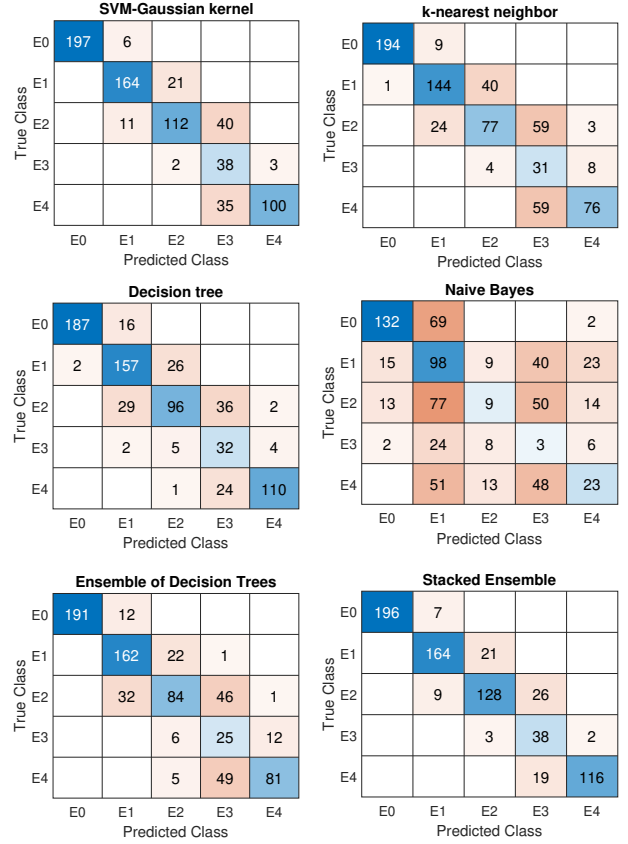 SVM-Gaussian kernel
True Class
E0 197 6
E1 164 21
E2 11 112 40
E3 2 38 3
E4 35 100
E0 E1 E2 E3 E4
Predicted Class
k-nearest neighbor
True Class
E0 194 9
E1 1 144 40
E2 24 77 59 3
E3 4 31 8
E4 59 76
E0 E1 E2 E3 E4
Predicted Class
Decision tree
True Class
E0 187 16
E1 2 157 26
E2 29 96 36 2
E3 2 5 32 4
E4 1 24 110
E0 E1 E2 E3 E4
Predicted Class
Naive Bayes
True Class
E0 132 69 2
E1 15 98 9 40 23
E2 13 77 9 50 14
E3 2 24 8 3 6
E4 51 13 48 23
E0 E1 E2 E3 E4
Predicted Class
Ensemble of Decision Trees
True Class
E0 191 12
E1 162 22 1
E2 32 84 46 1
E3 6 25 12
E4 5 49 81
E0 E1 E2 E3 E4
Predicted Class
Stacked Ensemble
True Class
E0 196 7
E1 164 21
E2 9 128 26
E3 3 38 2
E4 19 116
E0 E1 E2 E3 E4
Predicted Class